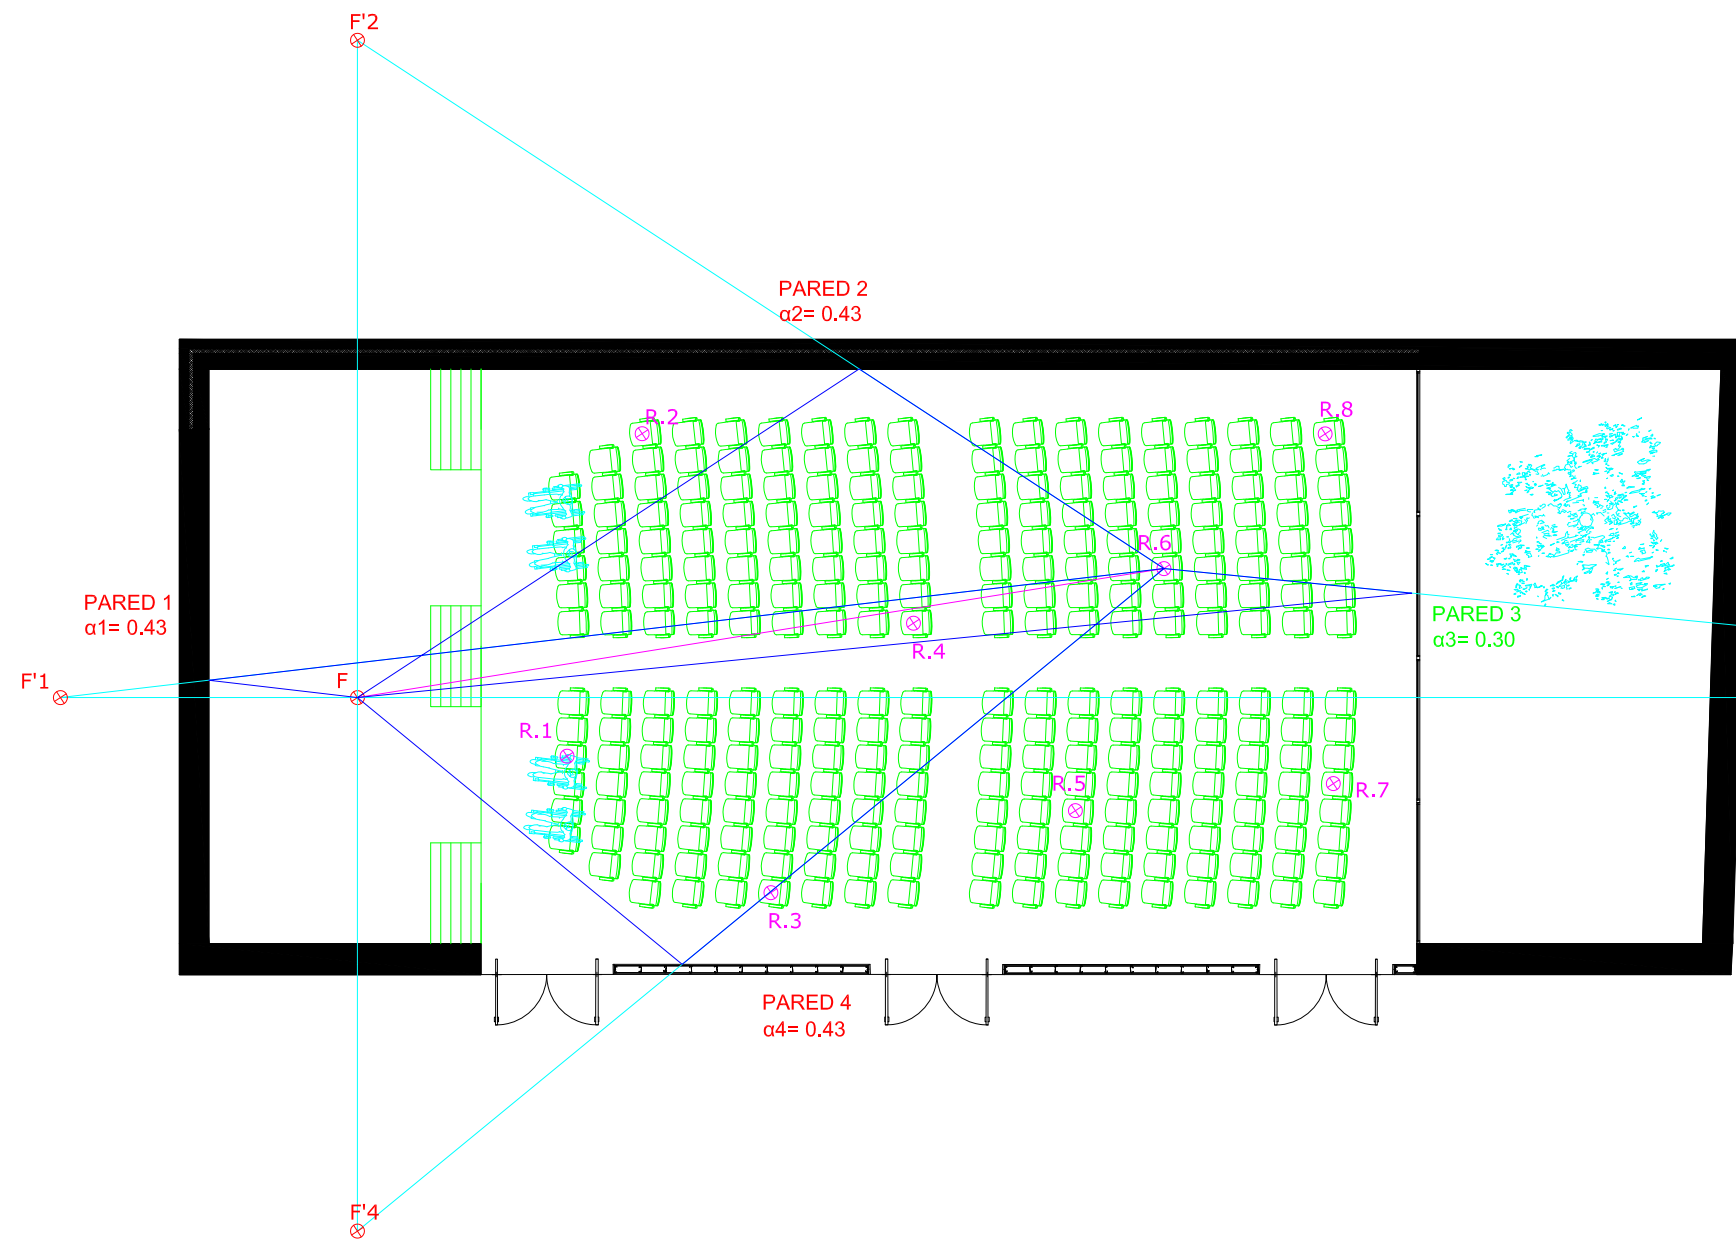 F'2
PARED 2
α2= 0.43
R.2
R.8
R.6
PARED 1
α1= 0.43
PARED 3
α3= 0.30
R.4
F'1
F
R.1
R.5
R.7
R.3
PARED 4
α4= 0.43
F'4